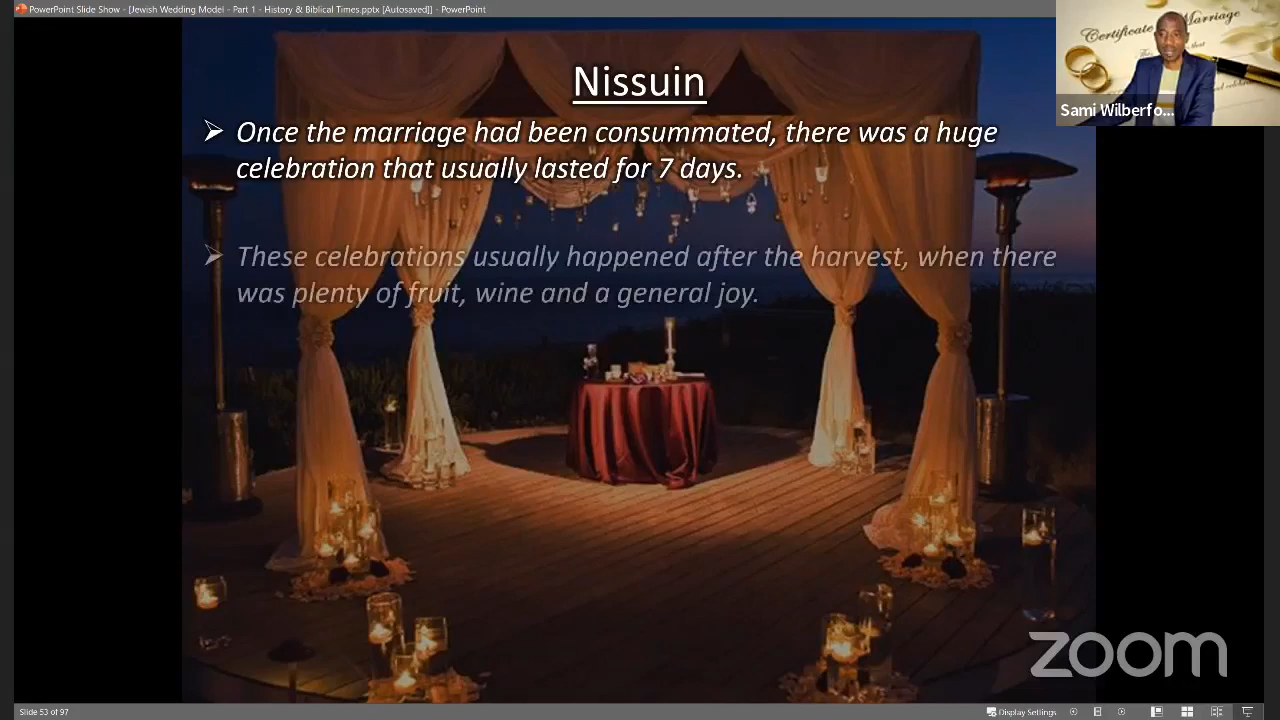 PowerPoint Slide Show - [Jewish Wedding Model - Part 1 - History & Biblical Times.pptx [Autosaved]] - PowerPoint
Certificate Marriage
Sami Wilberfo...
Nissuin
➢ Once the marriage had been consummated, there was a huge
celebration that usually lasted for 7 days.
➢ These celebrations usually happened after the harvest, when there
was plenty of fruit, wine and a general joy.
zoom
Slide 53 of 97
Display Settings